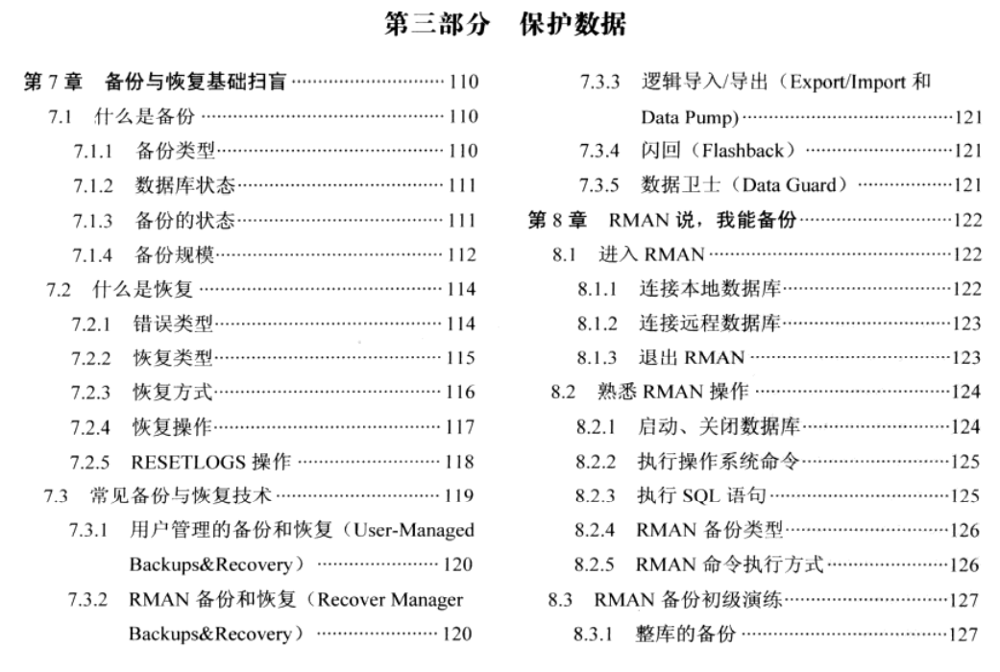 第三部分 保护数据
第7章 备份与恢复基础扫盲 ………………………… 110
7.1 什么是备份 ………………………… 110
7.1.1 备份类型………………………… 110
7.1.2 数据库状态………………………… 111
7.1.3 备份的状态………………………… 111
7.1.4 备份规模………………………… 112
7.2 什么是恢复 ………………………… 114
7.2.1 错误类型………………………… 114
7.2.2 恢复类型………………………… 115
7.2.3 恢复方式………………………… 116
7.2.4 恢复操作………………………… 117
7.2.5 RESETLOGS 操作 ………………………… 118
7.3 常见备份与恢复技术………………………… 119
7.3.1 用户管理的备份和恢复（User-Managed
Backups&Recovery） ………………… 120
7.3.2 RMAN 备份和恢复（Recover Manager
Backups&Recovery） ………………… 120
7.3.3 逻辑导入/导出（Export/Import 和
Data Pump)…………………………121
7.3.4 闪回（Flashback） …………………121
7.3.5 数据卫士（Data Guard） ……………121
第8章 RMAN 说，我能备份…………………122
8.1 进入 RMAN…………………………122
8.1.1 连接本地数据库…………………122
8.1.2 连接远程数据库…………………123
8.1.3 退出 RMAN …………………………123
8.2 熟悉 RMAN 操作 …………………………124
8.2.1 启动、关闭数据库…………………124
8.2.2 执行操作系统命令…………………125
8.2.3 执行 SQL 语句…………………………125
8.2.4 RMAN 备份类型…………………126
8.2.5 RMAN 命令执行方式………………126
8.3 RMAN 备份初级演练…………………127
8.3.1 整库的备份 …………………………127